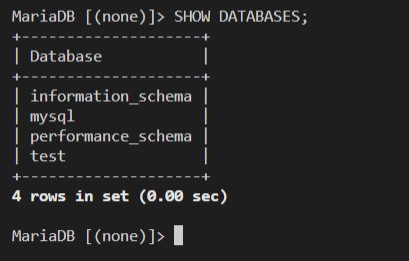 MariaDB [(none)]> SHOW DATABASES;
+--------------------+
| Database           |
+--------------------+
| information_schema |
| mysql              |
| performance_schema |
| test               |
+--------------------+
4 rows in set (0.00 sec)
MariaDB [(none)]>